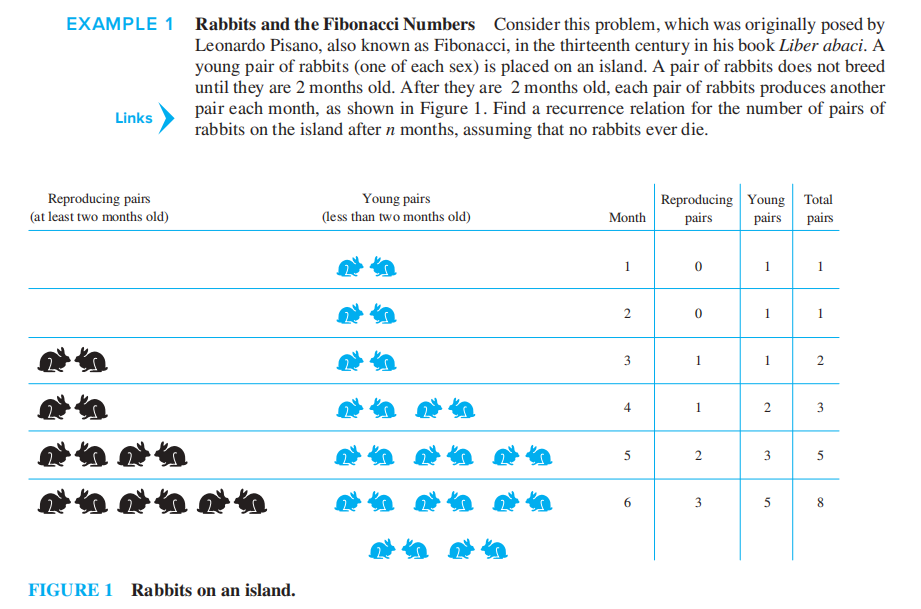 EXAMPLE 1 Rabbits and the Fibonacci Numbers Consider this problem, which was originally posed by
Leonardo Pisano, also known as Fibonacci, in the thirteenth century in his book Liber abaci. A
young pair of rabbits (one of each sex) is placed on an island. A pair of rabbits does not breed
until they are 2 months old. After they are 2 months old, each pair of rabbits produces another
Links pair each month, as shown in Figure 1. Find a recurrence relation for the number of pairs of
rabbits on the island after n months, assuming that no rabbits ever die.
Reproducing pairs Young pairs Reproducing Young Total
(at least two months old) (less than two months old) Month pairs pairs pairs
1 0 1 1
2 0 1 1
3 1 1 2
4 1 2 3
5 2 3 5
6 3 5 8
FIGURE 1 Rabbits on an island.